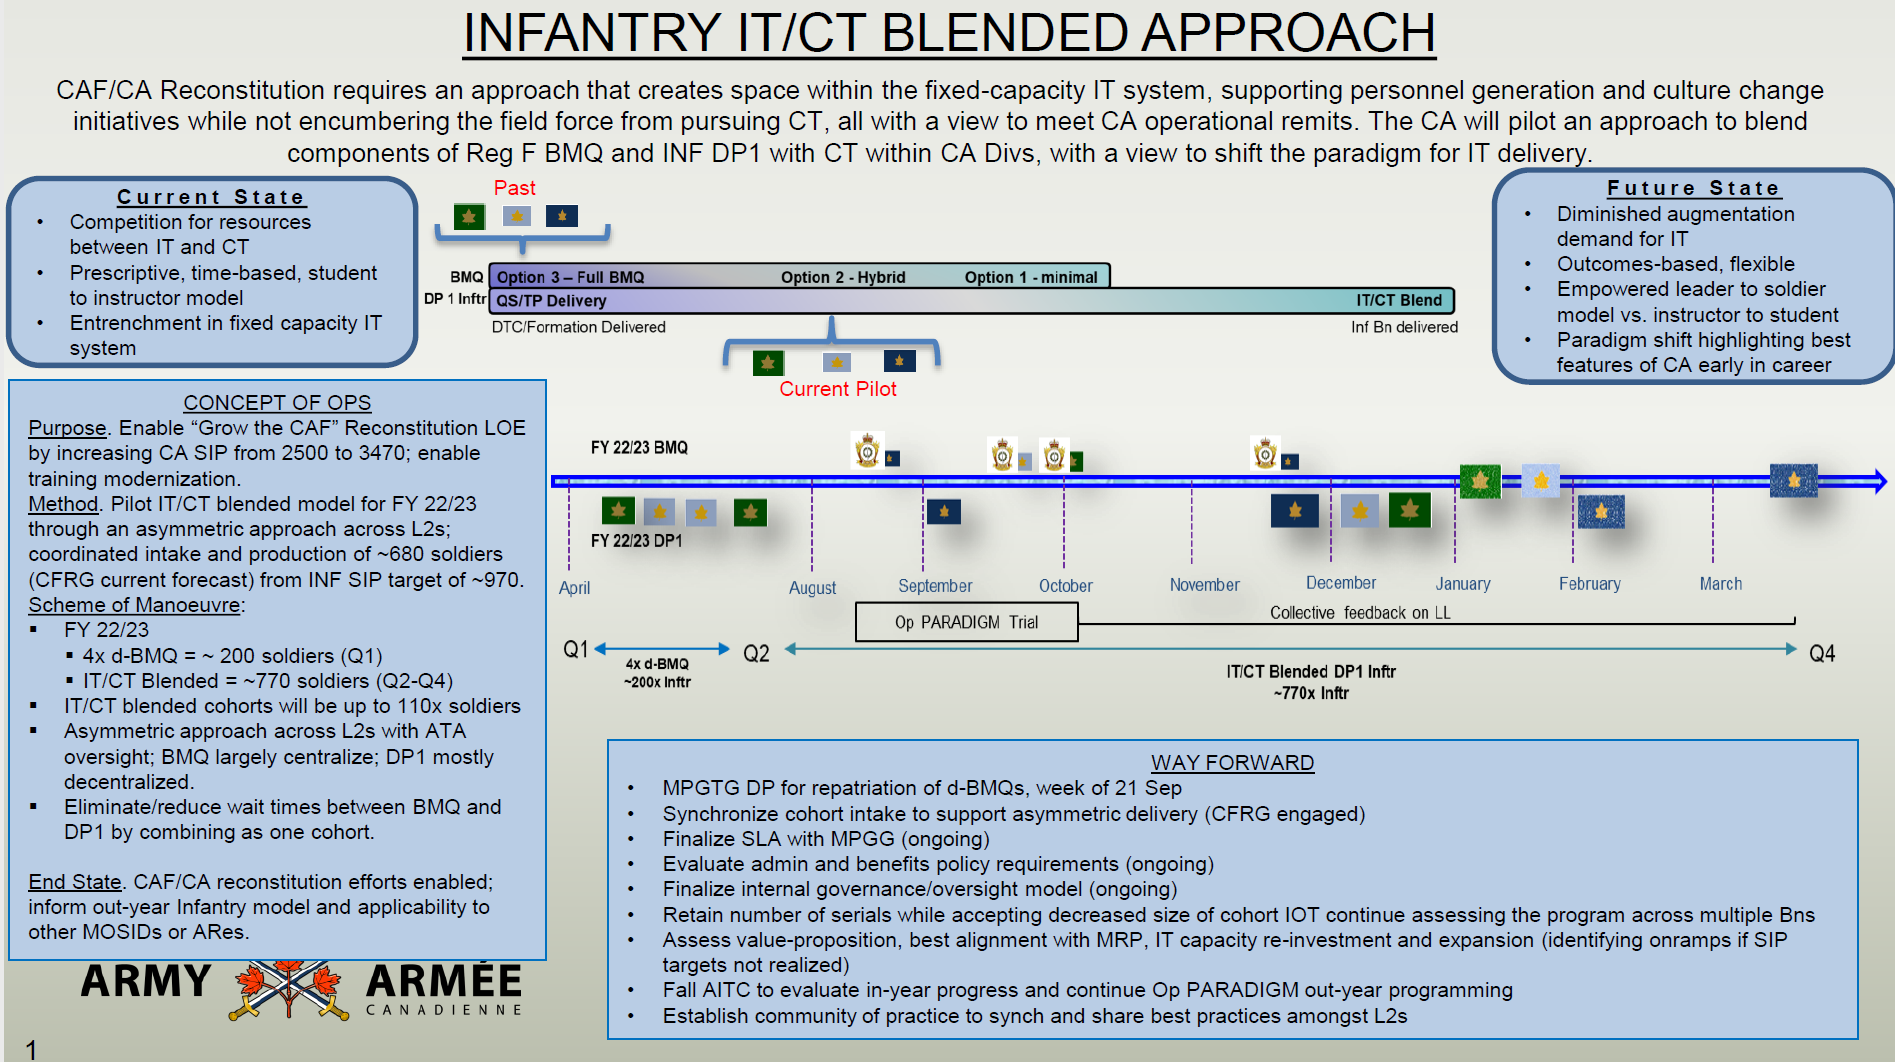 INFANTRY IT/CT BLENDED APPROACH
CAF/CA Reconstitution requires an approach that creates space within the fixed-capacity IT system, supporting personnel generation and culture change
initiatives while not encumbering the field force from pursuing CT, all with a view to meet CA operational remits. The CA will pilot an approach to blend
components of Reg F BMQ and INF DP1 with CT within CA Divs, with a view to shift the paradigm for IT delivery.
Current State
• Competition for resources
between IT and CT
• Prescriptive, time-based, student
to instructor model
• Entrenchment in fixed capacity IT
system
Past
BMQ Option 3 – Full BMQ Option 2 - Hybrid Option 1 - minimal
DP 1 Inftr QS/TP Delivery IT/CT Blend
DTC/Formation Delivered Inf Bn delivered
Current Pilot
Future State
• Diminished augmentation
demand for IT
• Outcomes-based, flexible
• Empowered leader to soldier
model vs. instructor to student
• Paradigm shift highlighting best
features of CA early in career
CONCEPT OF OPS
Purpose. Enable “Grow the CAF” Reconstitution LOE
by increasing CA SIP from 2500 to 3470; enable
training modernization.
Method. Pilot IT/CT blended model for FY 22/23
through an asymmetric approach across L2s;
coordinated intake and production of ~680 soldiers
(CFRG current forecast) from INF SIP target of ~970.
Scheme of Manoeuvre:
▪ FY 22/23
▪ 4x d-BMQ = ~ 200 soldiers (Q1)
▪ IT/CT Blended = ~770 soldiers (Q2-Q4)
▪ IT/CT blended cohorts will be up to 110x soldiers
▪ Asymmetric approach across L2s with ATA
oversight; BMQ largely centralize; DP1 mostly
decentralized.
▪ Eliminate/reduce wait times between BMQ and
DP1 by combining as one cohort.
End State. CAF/CA reconstitution efforts enabled;
inform out-year Infantry model and applicability to
other MOSIDs or ARes.
FY 22/23 BMQ
FY 22/23 DP1
April August September October November December January February March
Op PARADIGM Trial
Collective feedback on LL
Q1 Q2 Q4
4x d-BMQ
~200x Inftr
IT/CT Blended DP1 Inftr
~770x Inftr
WAY FORWARD
• MPGTG DP for repatriation of d-BMQs, week of 21 Sep
• Synchronize cohort intake to support asymmetric delivery (CFRG engaged)
• Finalize SLA with MPGG (ongoing)
• Evaluate admin and benefits policy requirements (ongoing)
• Finalize internal governance/oversight model (ongoing)
• Retain number of serials while accepting decreased size of cohort IOT continue assessing the program across multiple Bns
• Assess value-proposition, best alignment with MRP, IT capacity re-investment and expansion (identifying onramps if SIP
targets not realized)
• Fall AITC to evaluate in-year progress and continue Op PARADIGM out-year programming
• Establish community of practice to synch and share best practices amongst L2s
ARMY ARMÉE
CANADIENNE
1